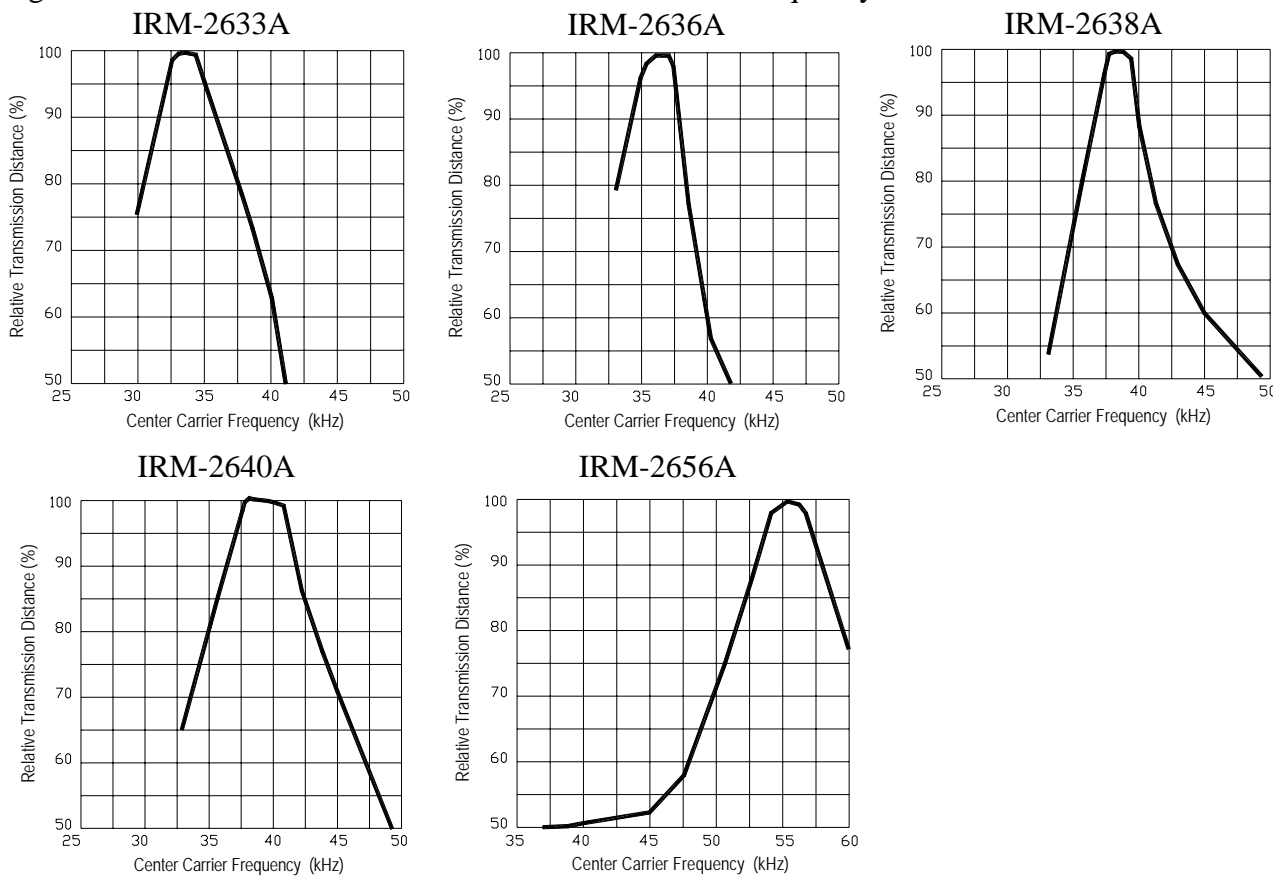 IRM-2633A
Relative Transmission Distance (%)
100
90
80
70
60
50
25 30 35 40 45 50
Center Carrier Frequency (kHz)
IRM-2636A
Relative Transmission Distance (%)
100
90
80
70
60
50
25 30 35 40 45 50
Center Carrier Frequency (kHz)
IRM-2638A
Relative Transmission Distance (%)
100
90
80
70
60
50
25 30 35 40 45 50
Center Carrier Frequency (kHz)
IRM-2640A
Relative Transmission Distance (%)
100
90
80
70
60
50
25 30 35 40 45 50
Center Carrier Frequency (kHz)
IRM-2656A
Relative Transmission Distance (%)
100
90
80
70
60
50
35 40 45 50 55 60
Center Carrier Frequency (kHz)